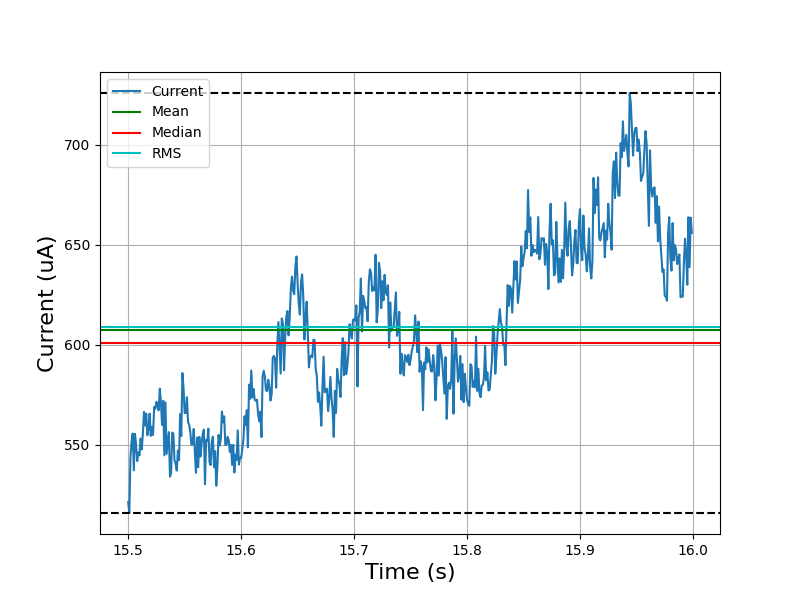 Current
Mean
Median
RMS
700
650
600
550
Current (uA)
15.5 15.6 15.7 15.8 15.9 16.0
Time (s)